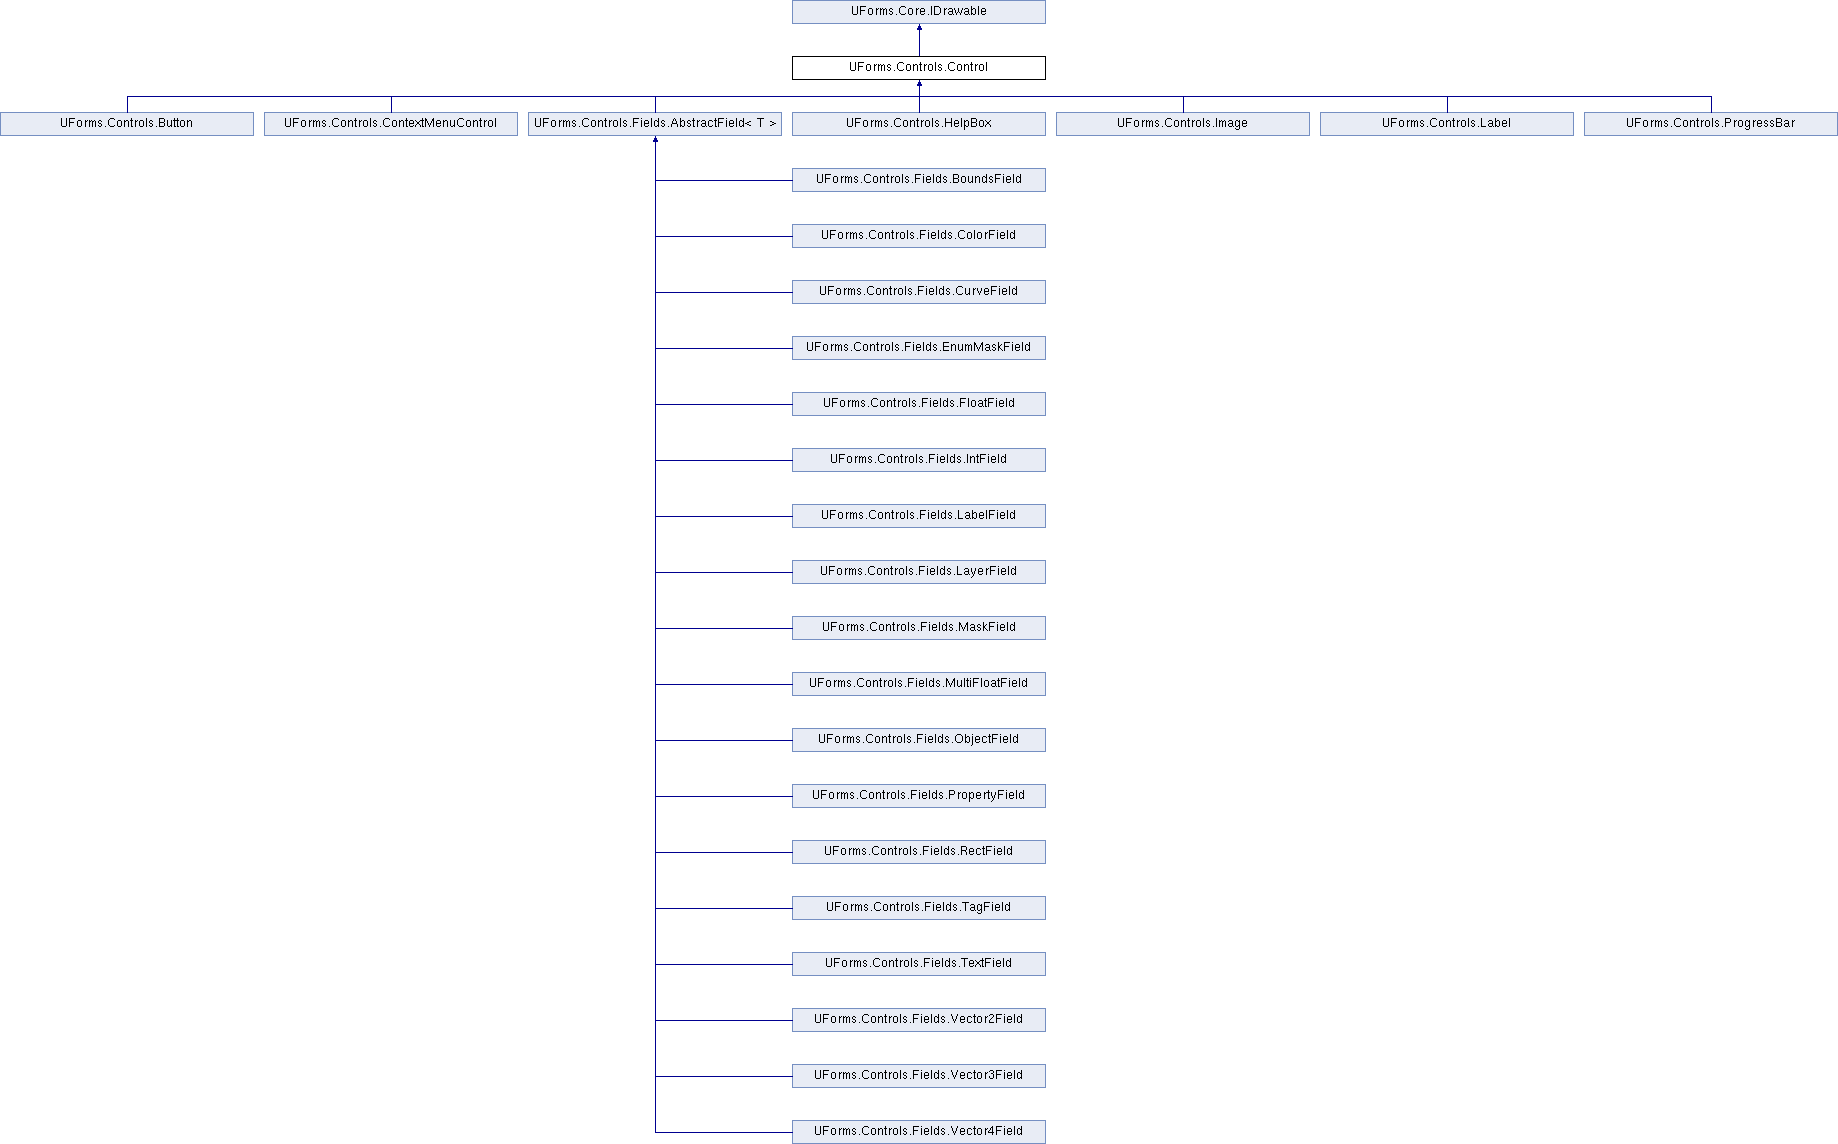 UForms.Core.IDrawable
UForms.Controls.Control
UForms.Controls.Button
UForms.Controls.ContextMenuControl
UForms.Controls.Fields.AbstractField< T >
UForms.Controls.HelpBox
UForms.Controls.Image
UForms.Controls.Label
UForms.Controls.ProgressBar
UForms.Controls.Fields.BoundsField
UForms.Controls.Fields.ColorField
UForms.Controls.Fields.CurveField
UForms.Controls.Fields.EnumMaskField
UForms.Controls.Fields.FloatField
UForms.Controls.Fields.IntField
UForms.Controls.Fields.LabelField
UForms.Controls.Fields.LayerField
UForms.Controls.Fields.MaskField
UForms.Controls.Fields.MultiFloatField
UForms.Controls.Fields.ObjectField
UForms.Controls.Fields.PropertyField
UForms.Controls.Fields.RectField
UForms.Controls.Fields.TagField
UForms.Controls.Fields.TextField
UForms.Controls.Fields.Vector2Field
UForms.Controls.Fields.Vector3Field
UForms.Controls.Fields.Vector4Field